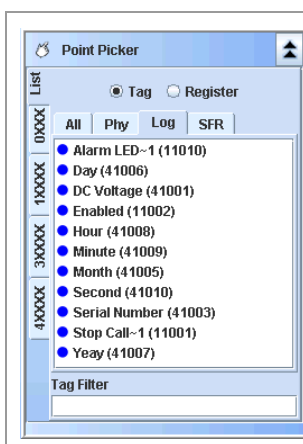 Point Picker
List
0XXX
1XXXX
3XXXX
4XXXX
Tag Register
All Phy Log SFR
Alarm LED~1 (11010)
Day (41006)
DC Voltage (41001)
Enabled (11002)
Hour (41008)
Minute (41009)
Month (41005)
Second (41010)
Serial Number (41003)
Stop Call~1 (11001)
Yeay (41007)
Tag Filter